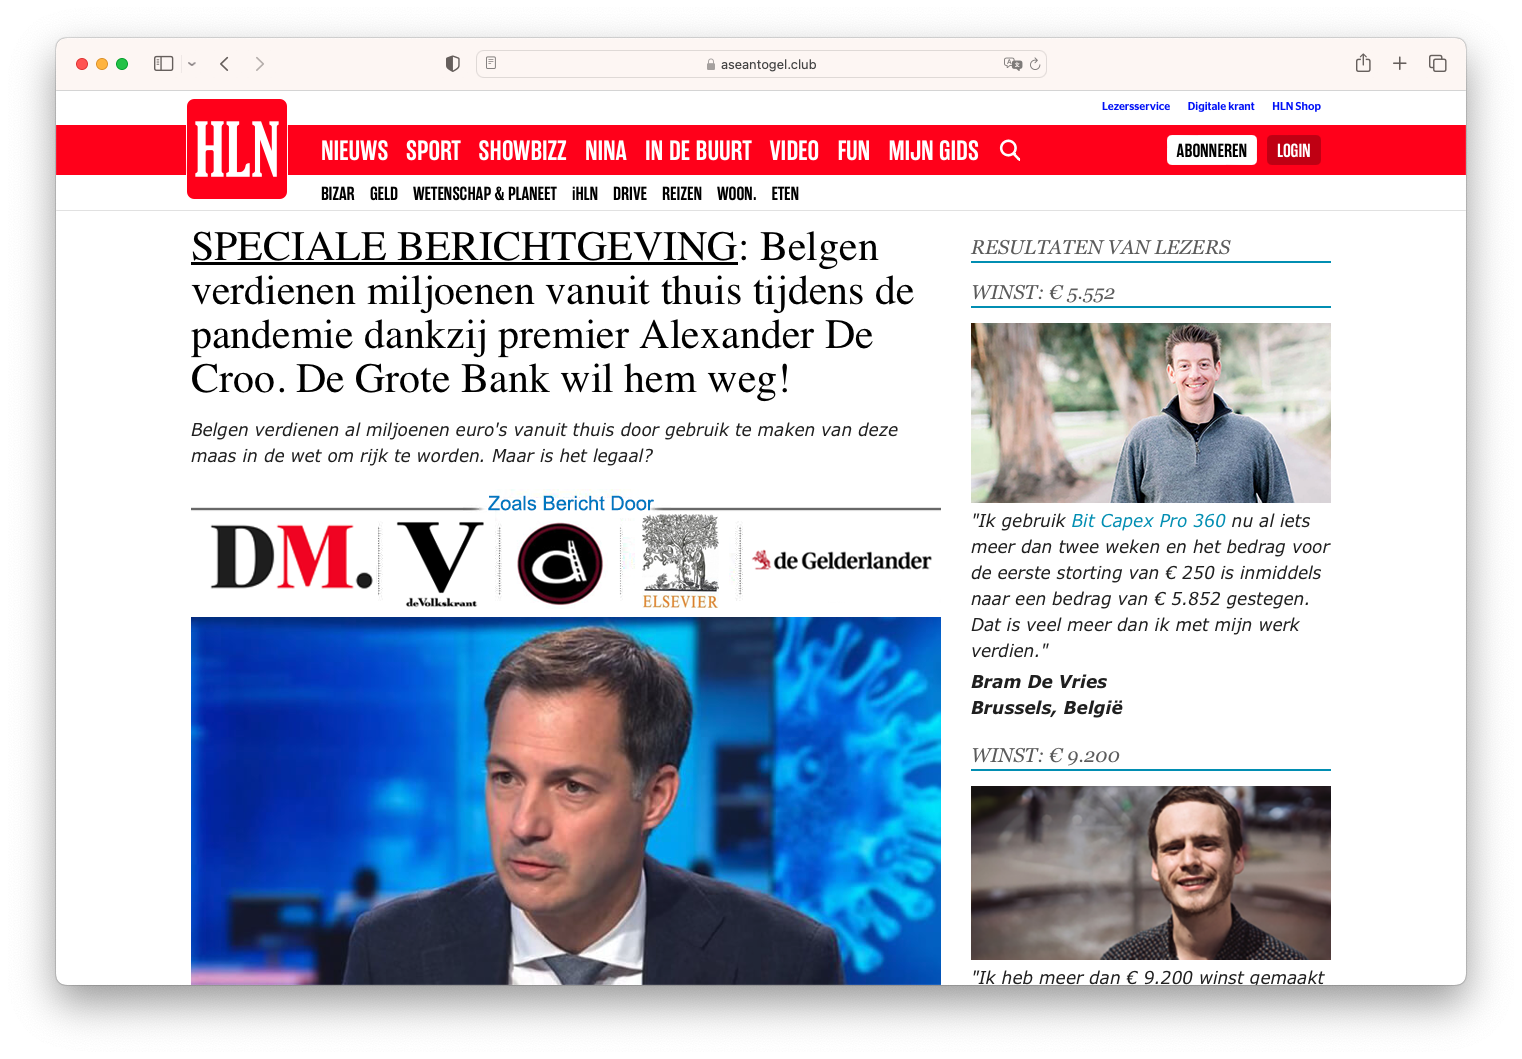 aseantogel.club
Lezersservice Digitale krant HLN Shop
HLN
NIEUWS SPORT SHOWBIZZ NINA IN DE BUURT VIDEO FUN MIJN GIDS
ABONNEREN LOGIN
BIZAR GELD WETENSCHAP & PLANEET iHLN DRIVE REIZEN WOON. ETEN
SPECIALE BERICHTGEVING: Belgen
verdienen miljoenen vanuit thuis tijdens de
pandemie dankzij premier Alexander De
Croo. De Grote Bank wil hem weg!
Belgen verdienen al miljoenen euro's vanuit thuis door gebruik te maken van deze
maas in de wet om rijk te worden. Maar is het legaal?
Zoals Bericht Door
DM.
V
deVolkskrant
d
ELSEVIER
de Gelderlander
RESULTATEN VAN LEZERS
WINST: € 5.552
"Ik gebruik Bit Capex Pro 360 nu al iets
meer dan twee weken en het bedrag voor
de eerste storting van € 250 is inmiddels
naar een bedrag van € 5.852 gestegen.
Dat is veel meer dan ik met mijn werk
verdien."
Bram De Vries
Brussels, België
WINST: € 9.200
"Ik heb meer dan € 9.200 winst gemaakt